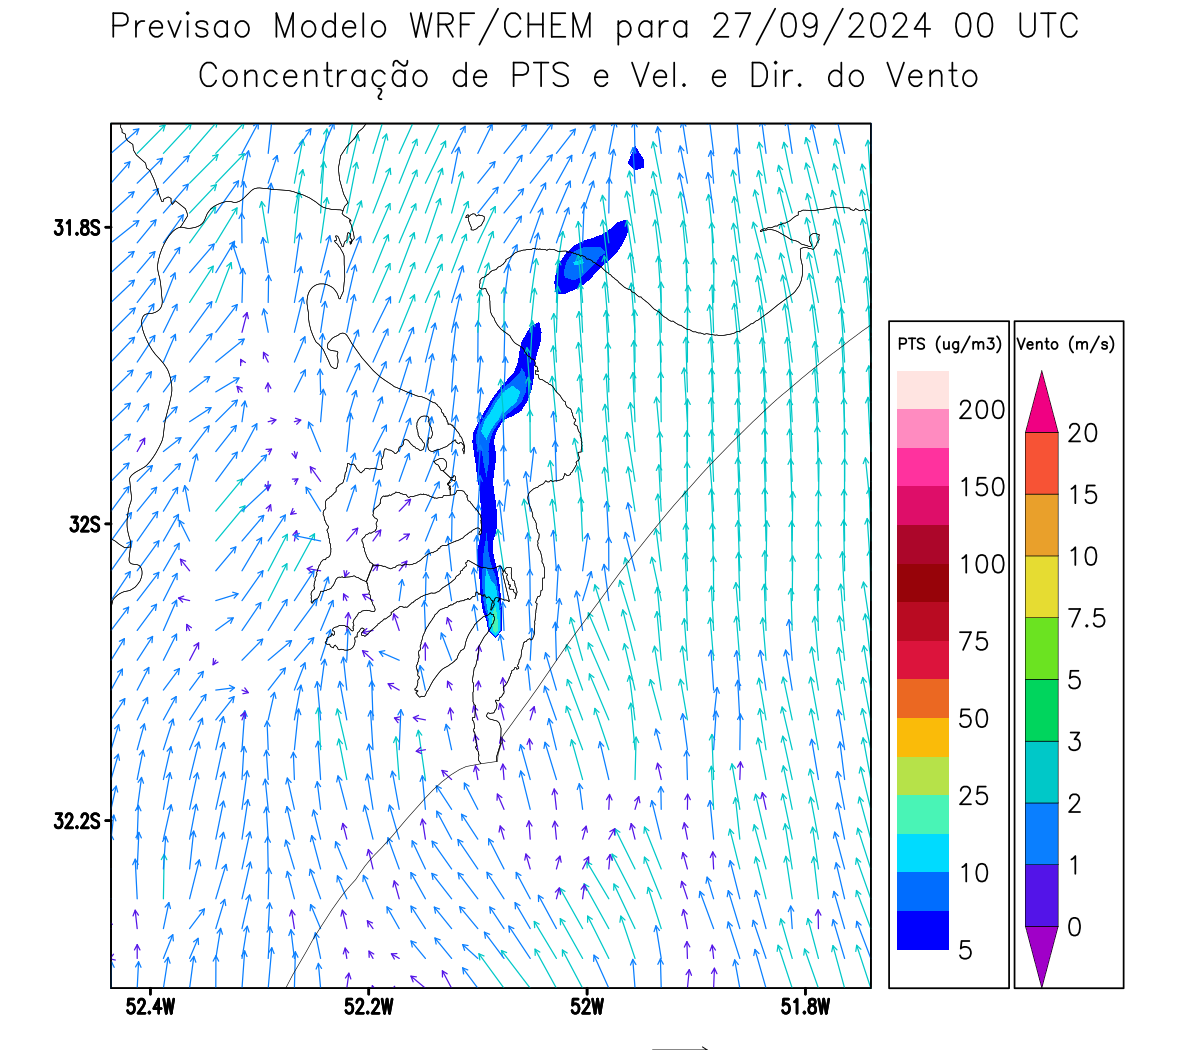 Previsao Modelo WRF/CHEM para 27/09/2024 00 UTC
Concentração de PTS e Vel. e Dir. do Vento
31.8S
32S
32.2S
52.4W 52.2W 52W 51.8W
PTS (ug/m3)
200
150
100
75
50
25
10
5
Vento (m/s)
20
15
10
7.5
5
3
2
1
0